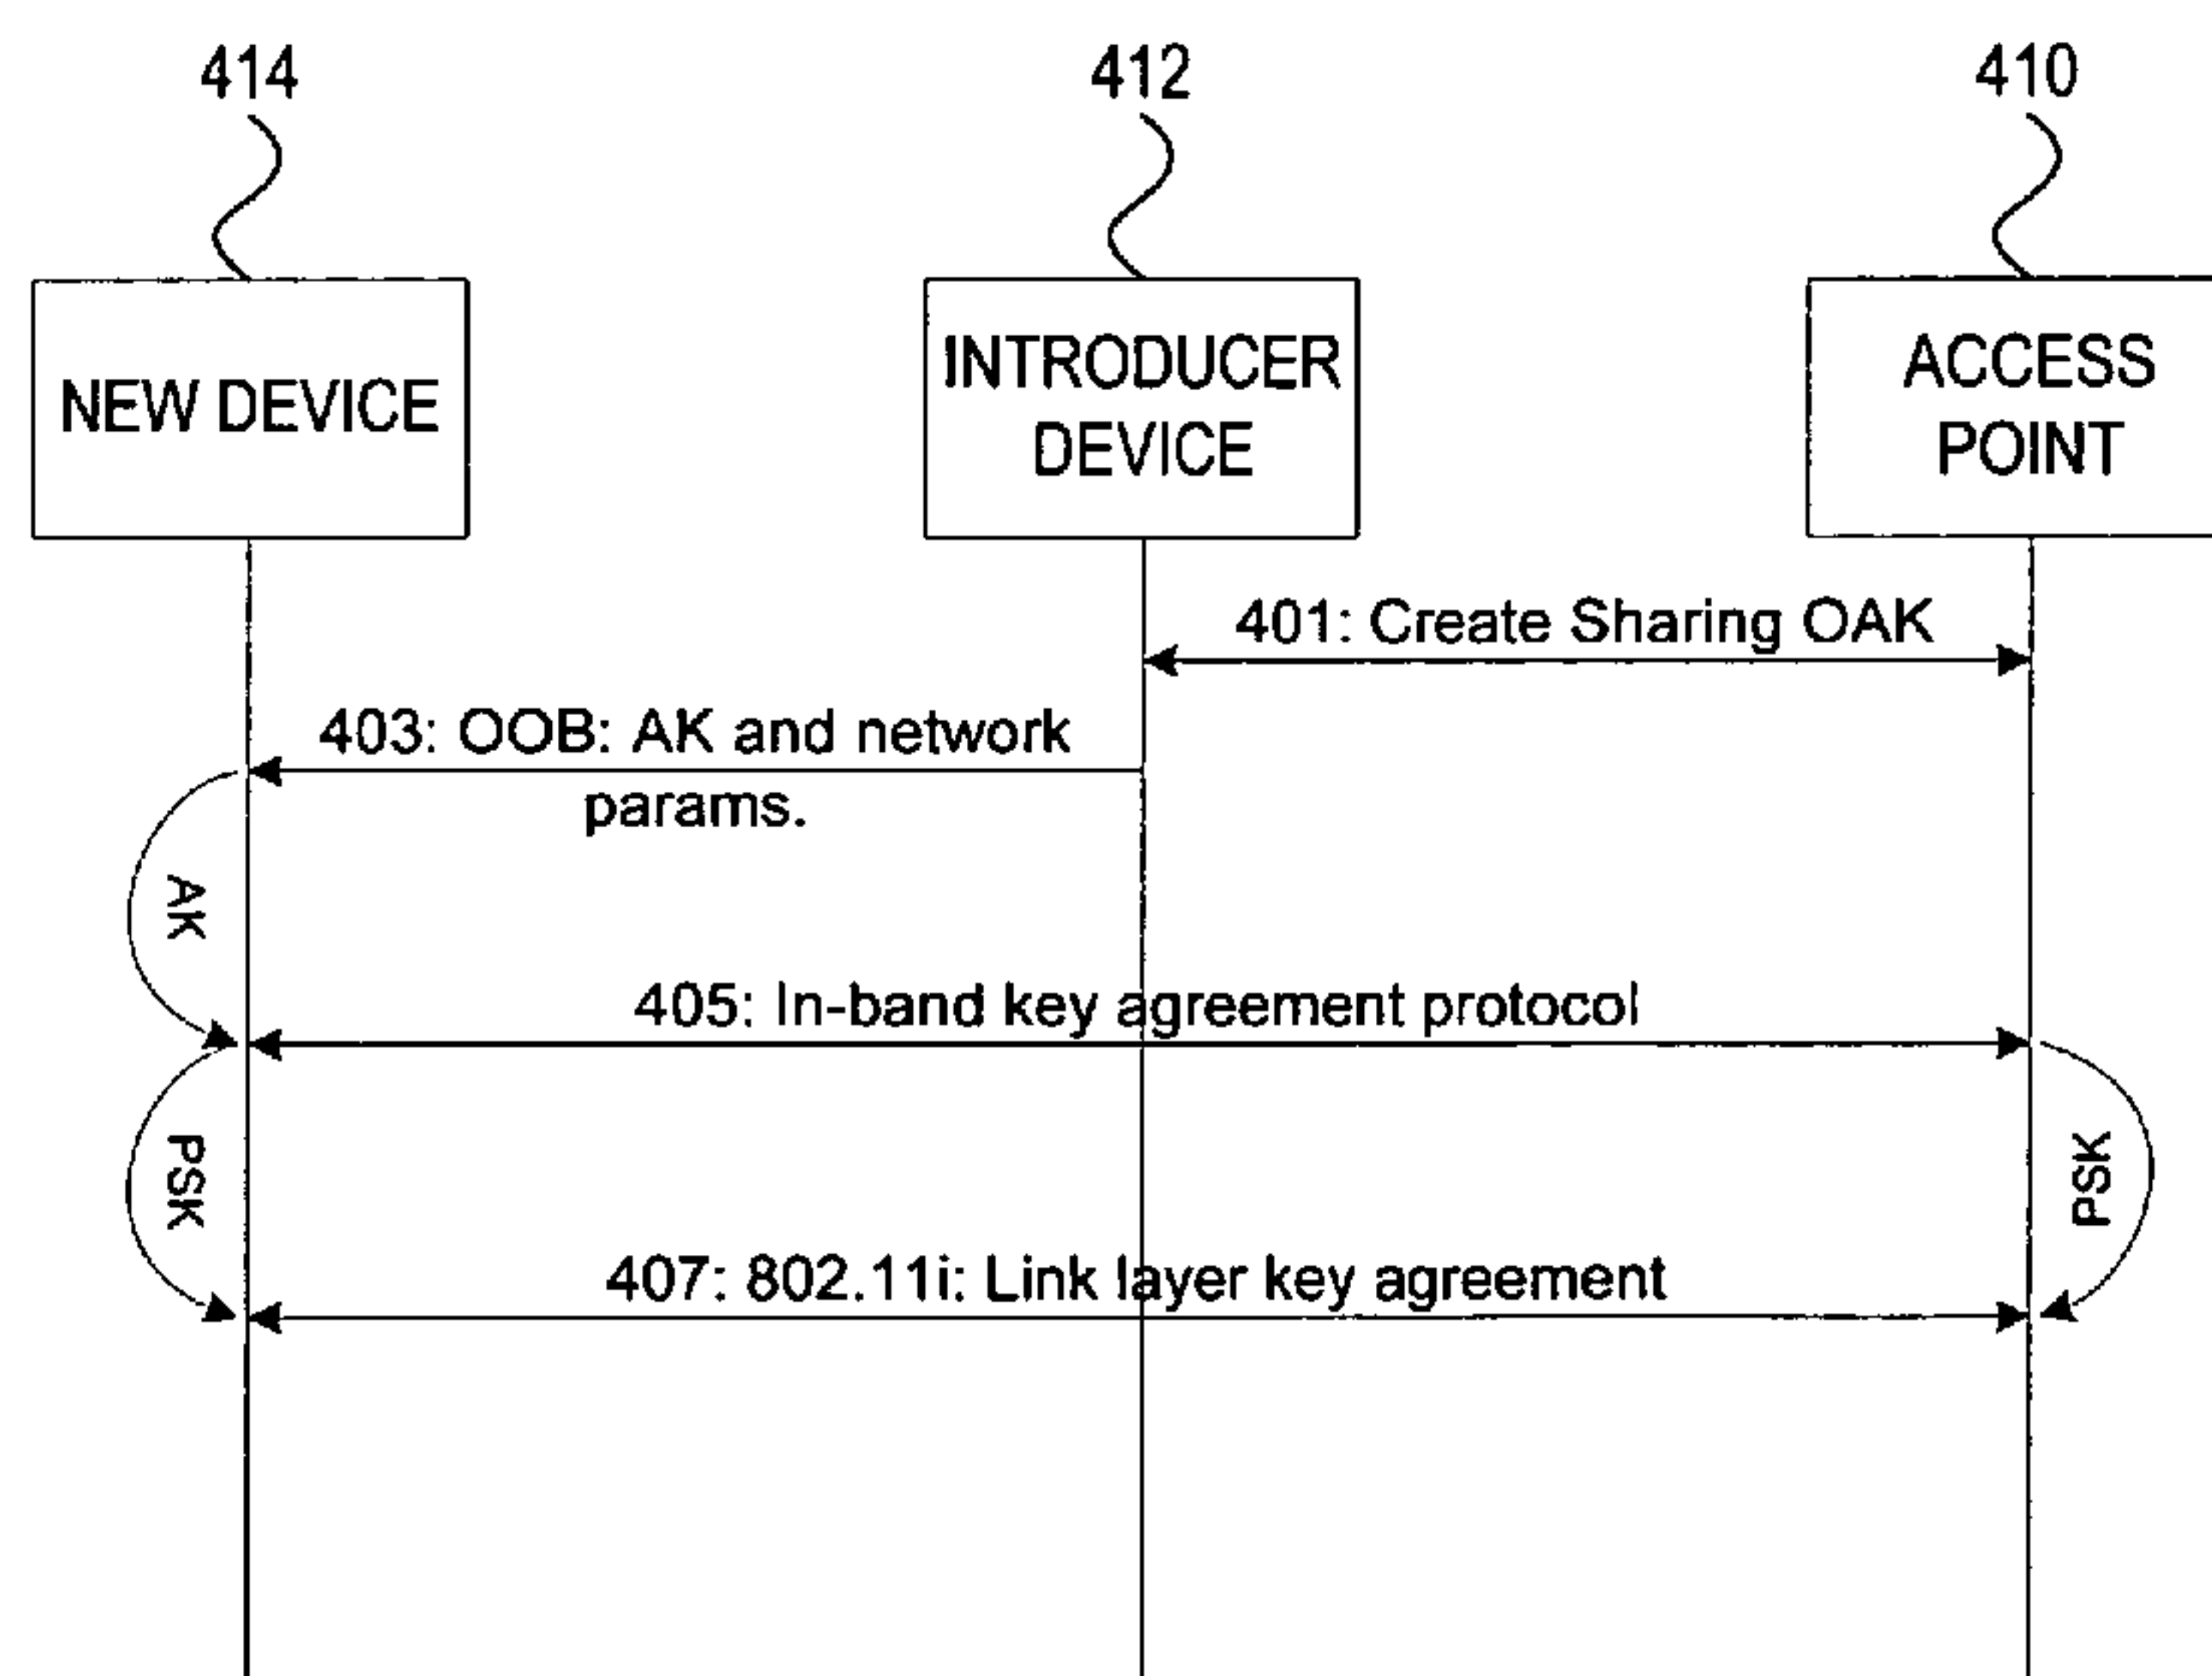 414
412
410
NEW DEVICE
INTRODUCER
DEVICE
ACCESS
POINT
401: Create Sharing OAK
403: OOB: AK and network
params.
AK
405: In-band key agreement protocol
PSK
PSK
407: 802.11i: Link layer key agreement